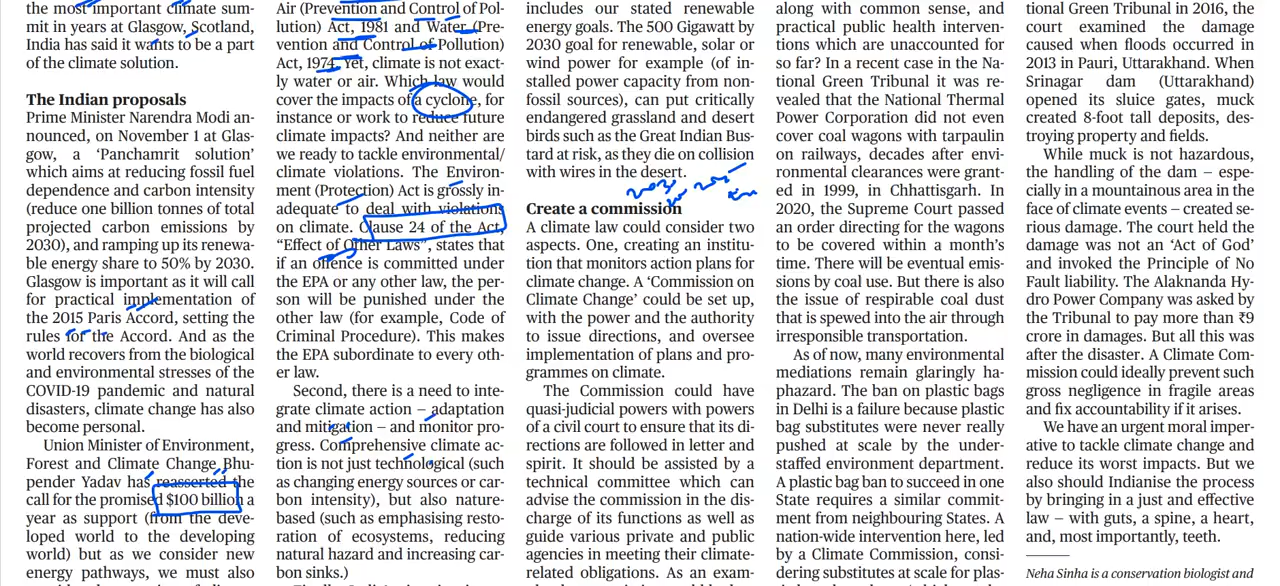 the most important climate sum-
mit in years at Glasgow, Scotland,
India has said it wants to be a part
of the climate solution.
The Indian proposals
Prime Minister Narendra Modi an-
nounced, on November 1 at Glas-
gow, a ‘Panchamrit solution’
which aims at reducing fossil fuel
dependence and carbon intensity
(reduce one billion tonnes of total
projected carbon emissions by
2030), and ramping up its renewa-
ble energy share to 50% by 2030.
Glasgow is important as it will call
for practical implementation of
the 2015 Paris Accord, setting the
rules for the Accord. And as the
world recovers from the biological
and environmental stresses of the
COVID-19 pandemic and natural
disasters, climate change has also
become personal.
Union Minister of Environment,
Forest and Climate Change Bhu-
pender Yadav has reasserted the
call for the promised $100 billion a
year as support (from the deve-
loped world to the developing
world) but as we consider new
energy pathways, we must also
Air (Prevention and Control of Pol-
lution) Act, 1981 and Water (Pre-
vention and Control of Pollution)
Act, 1974. Yet, climate is not exact-
ly water or air. Which law would
cover the impacts of a cyclone, for
instance or work to reduce future
climate impacts? And neither are
we ready to tackle environmental/
climate violations. The Environ-
ment (Protection) Act is grossly in-
adequate to deal with violations
on climate. Clause 24 of the Act,
“Effect of Other Laws”, states that
if an offence is committed under
the EPA or any other law, the per-
son will be punished under the
other law (for example, Code of
Criminal Procedure). This makes
the EPA subordinate to every oth-
er law.
Second, there is a need to inte-
grate climate action – adaptation
and mitigation – and monitor pro-
gress. Comprehensive climate ac-
tion is not just technological (such
as changing energy sources or car-
bon intensity), but also nature-
based (such as emphasising resto-
ration of ecosystems, reducing
natural hazard and increasing car-
bon sinks.)
includes our stated renewable
energy goals. The 500 Gigawatt by
2030 goal for renewable, solar or
wind power for example (of in-
stalled power capacity from non-
fossil sources), can put critically
endangered grassland and desert
birds such as the Great Indian Bus-
tard at risk, as they die on collision
with wires in the desert.
Create a commission
A climate law could consider two
aspects. One, creating an institu-
tion that monitors action plans for
climate change. A ‘Commission on
Climate Change’ could be set up,
with the power and the authority
to issue directions, and oversee
implementation of plans and pro-
grammes on climate.
The Commission could have
quasi-judicial powers with powers
of a civil court to ensure that its di-
rections are followed in letter and
spirit. It should be assisted by a
technical committee which can
advise the commission in the dis-
charge of its functions as well as
guide various private and public
agencies in meeting their climate-
related obligations. As an exam-
along with common sense, and
practical public health interven-
tions which are unaccounted for
so far? In a recent case in the Na-
tional Green Tribunal it was re-
vealed that the National Thermal
Power Corporation did not even
cover coal wagons with tarpaulin
on railways, decades after envi-
ronmental clearances were grant-
ed in 1999, in Chhattisgarh. In
2020, the Supreme Court passed
an order directing for the wagons
to be covered within a month’s
time. There will be eventual emis-
sions by coal use. But there is also
the issue of respirable coal dust
that is spewed into the air through
irresponsible transportation.
As of now, many environmental
mediations remain glaringly ha-
phazard. The ban on plastic bags
in Delhi is a failure because plastic
bag substitutes were never really
pushed at scale by the under-
staffed environment department.
A plastic bag ban to succeed in one
State requires a similar commit-
ment from neighbouring States. A
nation-wide intervention here, led
by a Climate Commission, consi-
dering substitutes at scale for plas-
tional Green Tribunal in 2016, the
court examined the damage
caused when floods occurred in
2013 in Pauri, Uttarakhand. When
Srinagar dam (Uttarakhand)
opened its sluice gates, muck
created 8-foot tall deposits, des-
troying property and fields.
While muck is not hazardous,
the handling of the dam – espe-
cially in a mountainous area in the
face of climate events – created se-
rious damage. The court held the
damage was not an ‘Act of God’
and invoked the Principle of No
Fault liability. The Alaknanda Hy-
dro Power Company was asked by
the Tribunal to pay more than ₹9
crore in damages. But all this was
after the disaster. A Climate Com-
mission could ideally prevent such
gross negligence in fragile areas
and fix accountability if it arises.
We have an urgent moral imper-
ative to tackle climate change and
reduce its worst impacts. But we
also should Indianise the process
by bringing in a just and effective
law – with guts, a spine, a heart,
and, most importantly, teeth.
Neha Sinha is a conservation biologist and